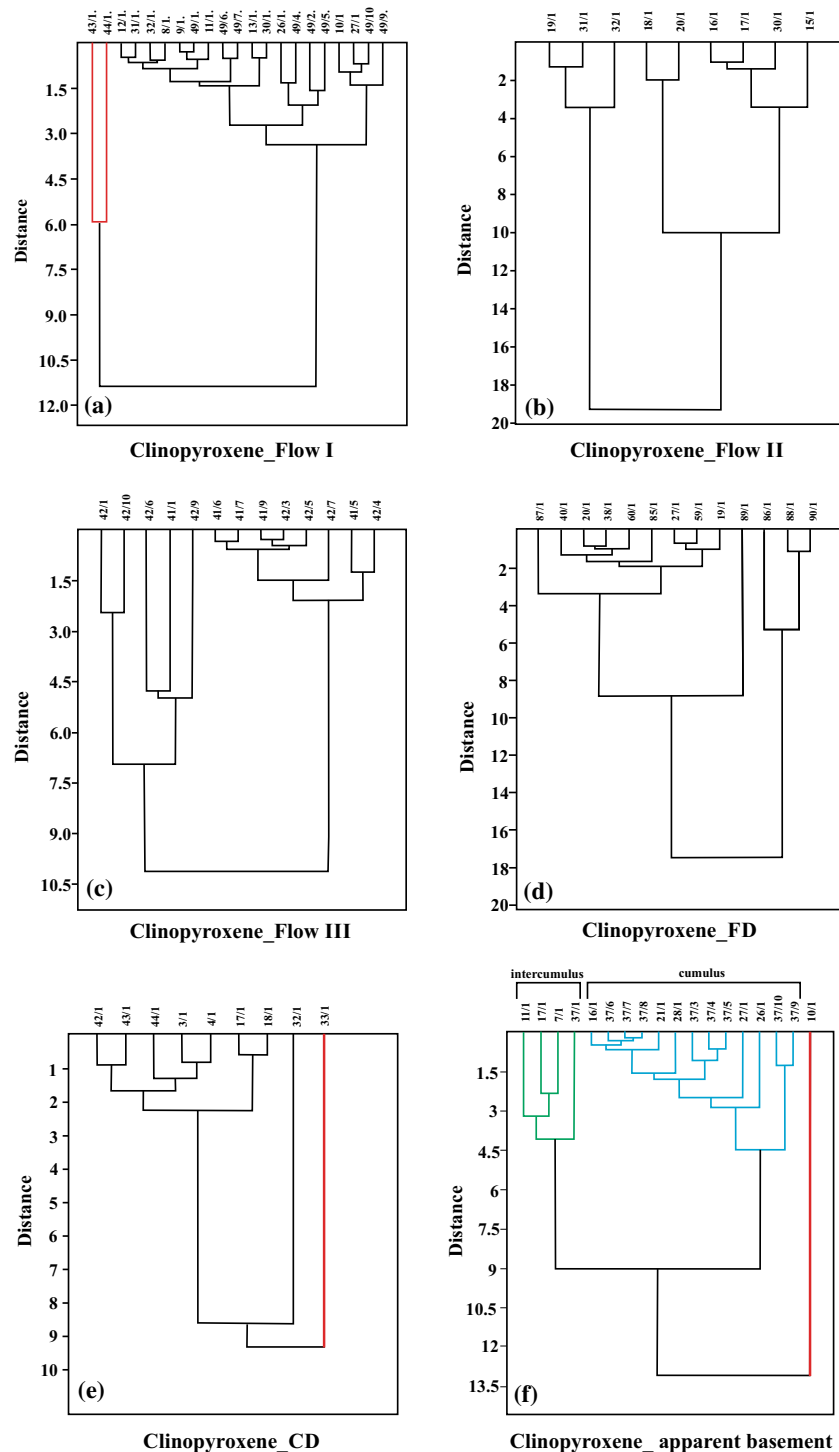 43/1. 44/1. 12/1. 31/1. 32/1. 8/1. 9/1. 49/1. 11/1. 49/6. 49/7. 13/1. 30/1. 26/1. 49/4. 49/2. 49/5. 10/1 27/1 49/10 49/9.
1.5
3.0
4.5
6.0
7.5
9.0
10.5
12.0
Distance
(a)
Clinopyroxene_Flow I
19/1 31/1 32/1 18/1 20/1 16/1 17/1 30/1 15/1
2
4
6
8
10
12
14
16
18
20
Distance
(b)
Clinopyroxene_Flow II
42/1 42/10 42/6 41/1 42/9 41/6 41/7 41/9 42/3 42/5 42/7 41/5 42/4
1.5
3.0
4.5
6.0
7.5
9.0
10.5
Distance
(c)
Clinopyroxene_Flow III
87/1 40/1 20/1 38/1 60/1 85/1 27/1 59/1 19/1 89/1 86/1 88/1 90/1
2
4
6
8
10
12
14
16
18
20
Distance
(d)
Clinopyroxene_FD
42/1 43/1 44/1 3/1 4/1 17/1 18/1 32/1 33/1
1
2
3
4
5
6
7
8
9
10
Distance
(e)
Clinopyroxene_CD
intercumulus cumulus
11/1 17/1 7/1 37/1 16/1 37/6 37/7 37/8 21/1 28/1 37/3 37/4 37/5 27/1 26/1 37/10 37/9 10/1
1.5
3
4.5
6
7.5
9
10.5
12
13.5
Distance
(f)
Clinopyroxene_ apparent basement